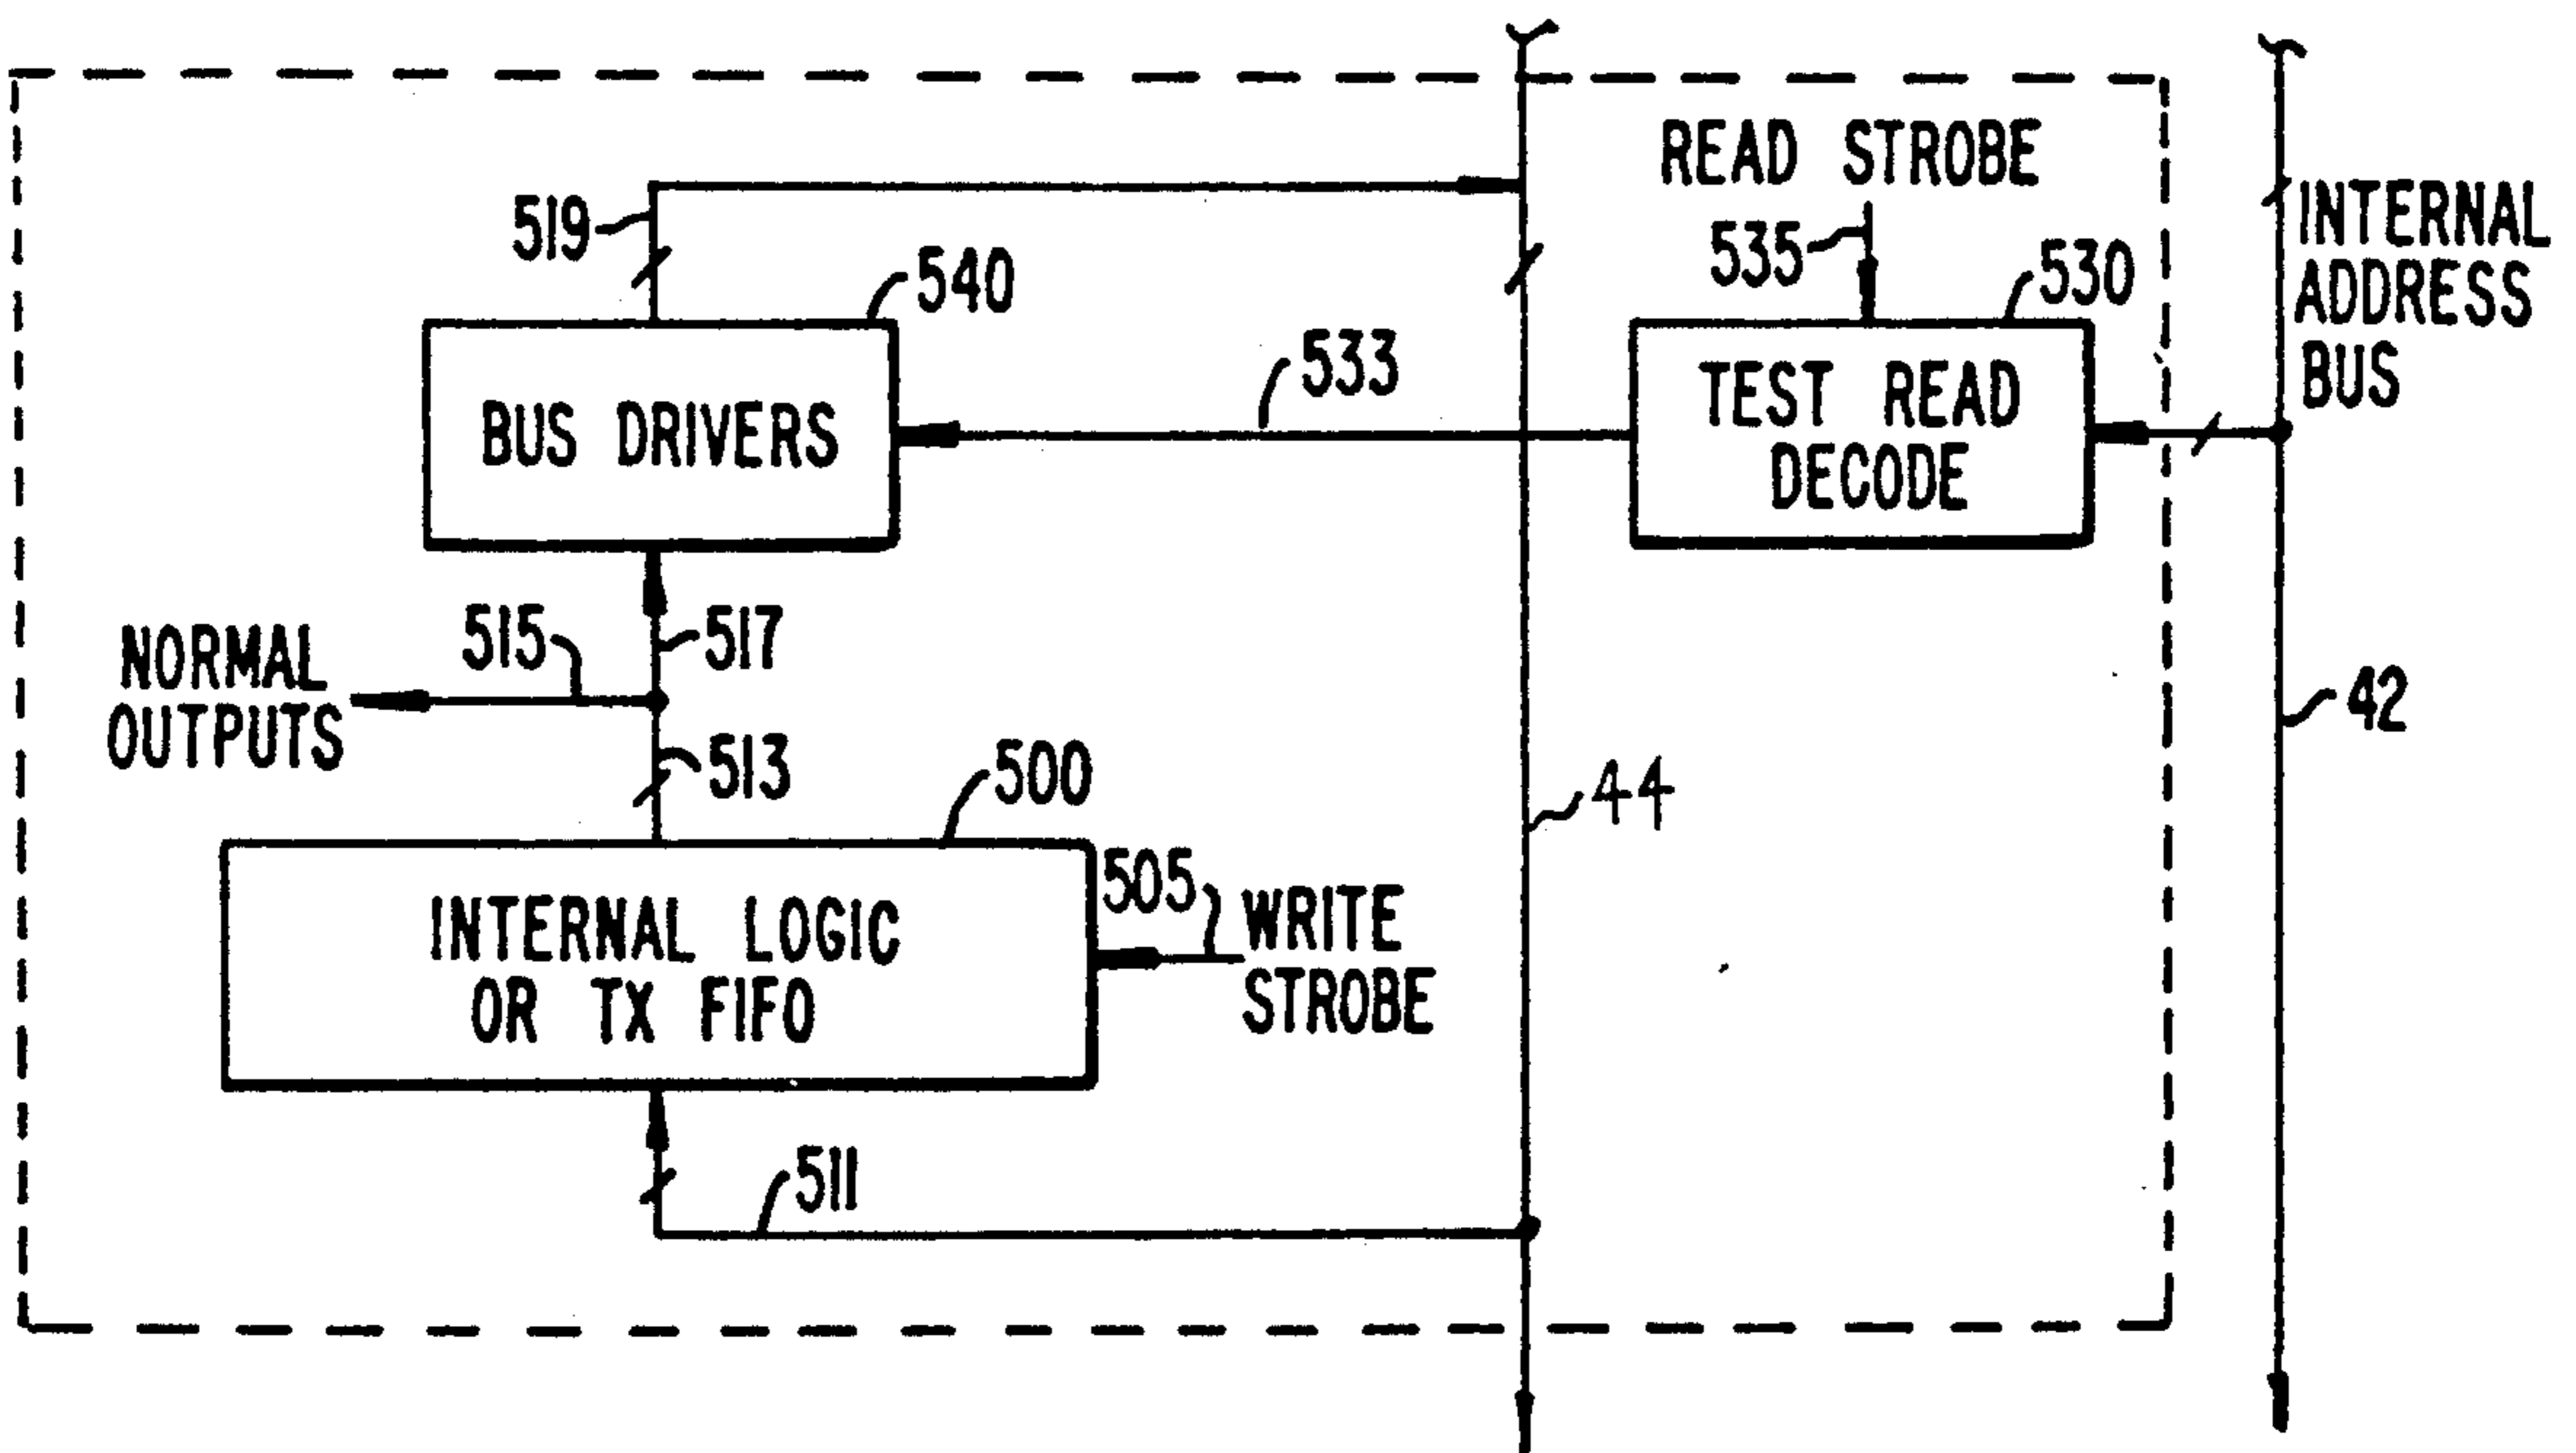 READ STROBE
519
535
530
540
INTERNAL
ADDRESS
BUS
533
BUS DRIVERS
TEST READ
DECODE
515
517
NORMAL
OUTPUTS
42
513
500
44
505
WRITE
STROBE
INTERNAL LOGIC
OR TX FIFO
511